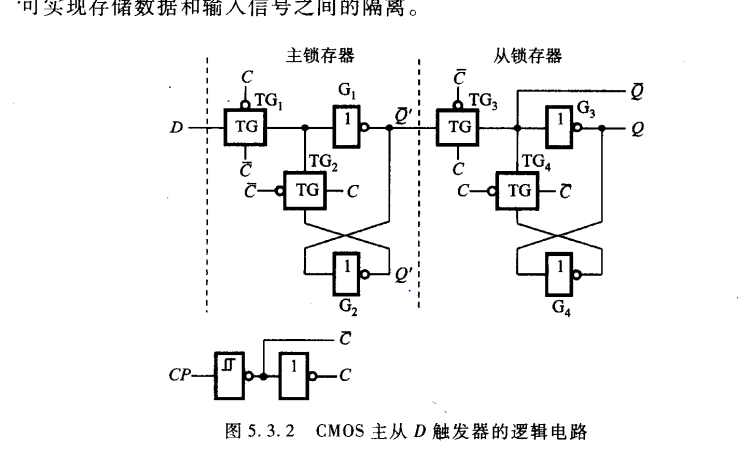 可实现存储数据和输入信号之间的隔离。
主锁存器 从锁存器
C G₁ C̅ Q̅
TG₁ TG₃ G₃
D TG 1 Q̅' TG 1 Q
C̅ TG₂ C TG₄
C̅ TG C C TG C̅
1 Q' 1
G₂ G₄
C̅
CP 1 C
图 5.3.2 CMOS 主从 D 触发器的逻辑电路